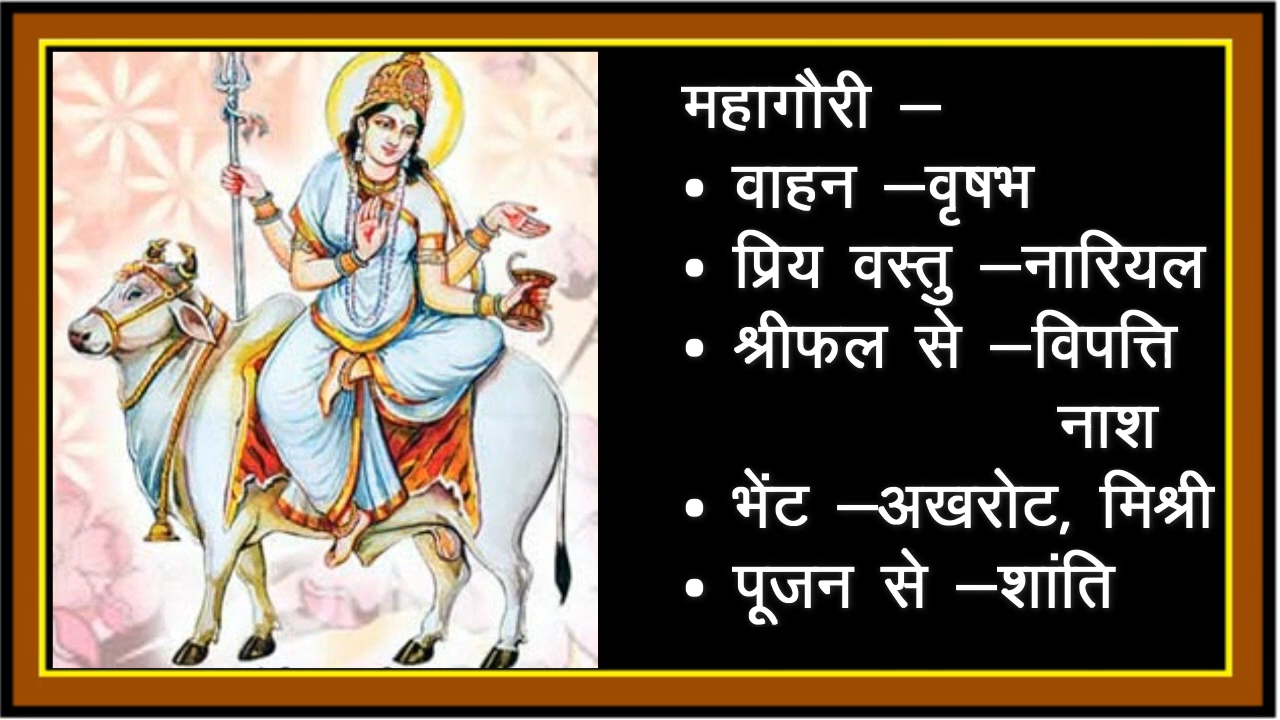 महागौरी –
• वाहन –वृषभ
• प्रिय वस्तु –नारियल
• श्रीफल से –विपत्ति
नाश
• भेंट –अखरोट, मिश्री
• पूजन से –शांति